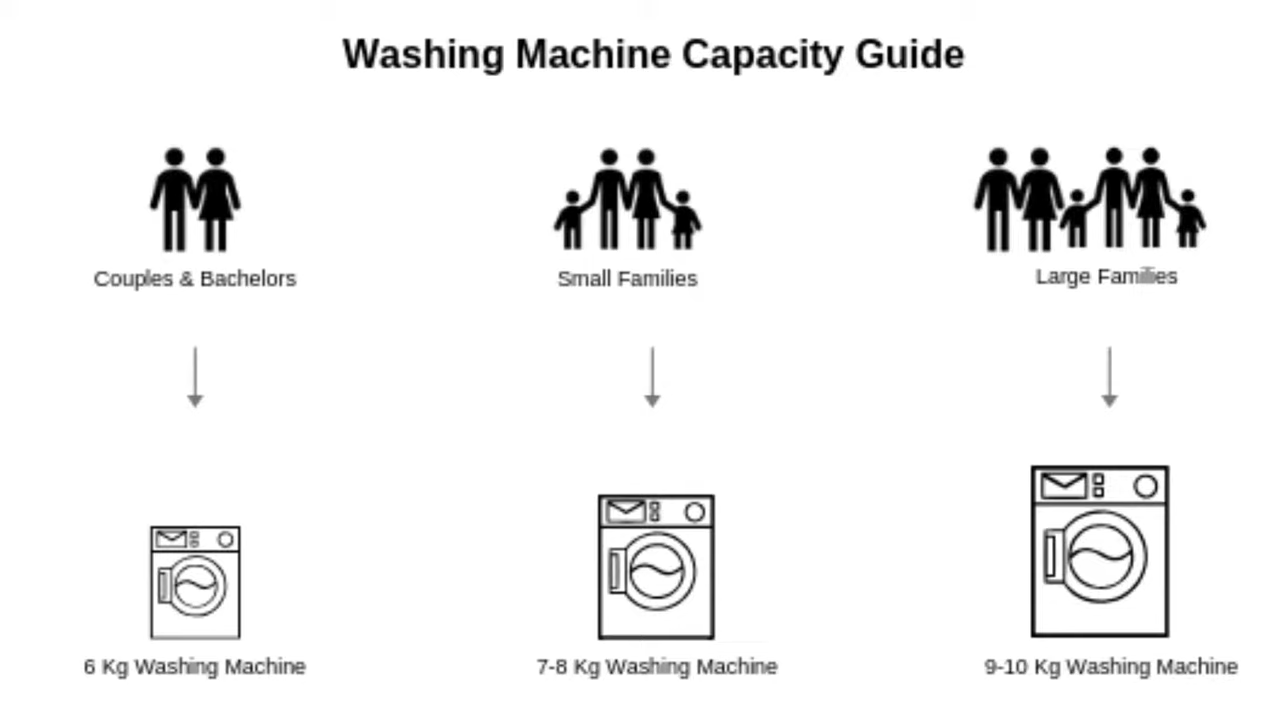 Washing Machine Capacity Guide
Couples & Bachelors
Small Families
Large Families
6 Kg Washing Machine
7-8 Kg Washing Machine
9-10 Kg Washing Machine